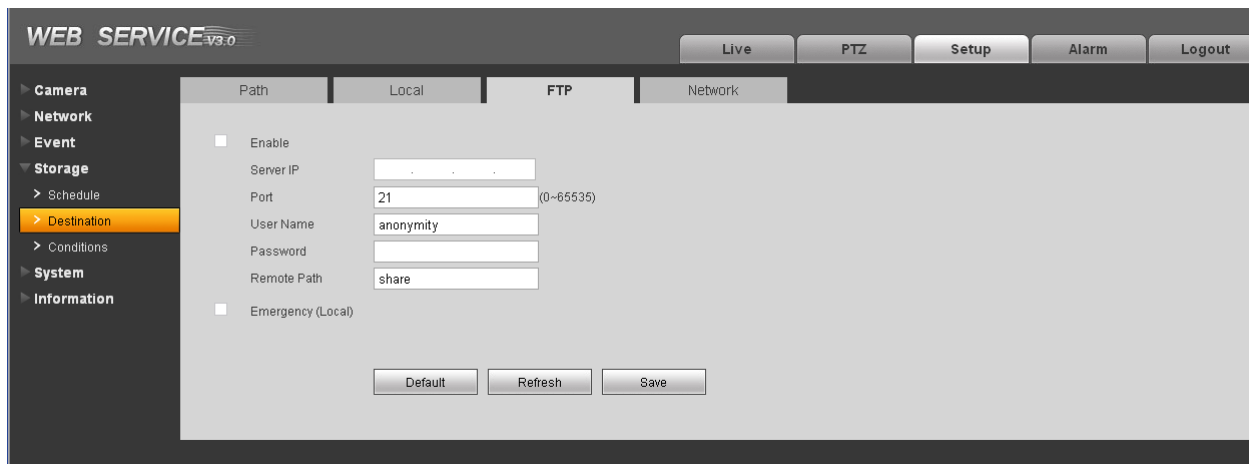 WEB SERVICE V3.0
Live PTZ Setup Alarm Logout
Camera
Network
Event
Storage
> Schedule
> Destination
> Conditions
System
Information
Path Local FTP Network
Enable
Server IP . . .
Port 21 (0~65535)
User Name anonymity
Password
Remote Path share
Emergency (Local)
Default Refresh Save